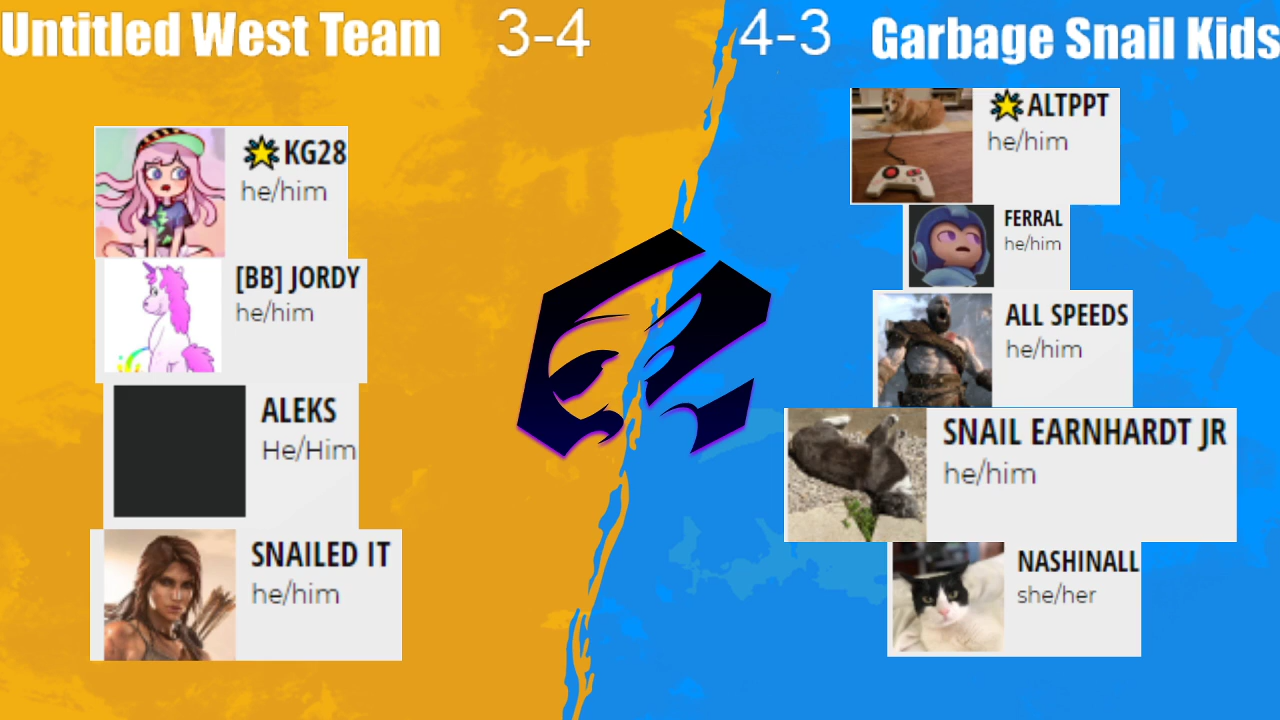 Untitled West Team 3-4
4-3 Garbage Snail Kids
KG28
he/him
[BB] JORDY
he/him
ALEKS
He/Him
SNAILED IT
he/him
ALTPPT
he/him
FERRAL
he/him
ALL SPEEDS
he/him
SNAIL EARNHARDT JR
he/him
NASHINALL
she/her